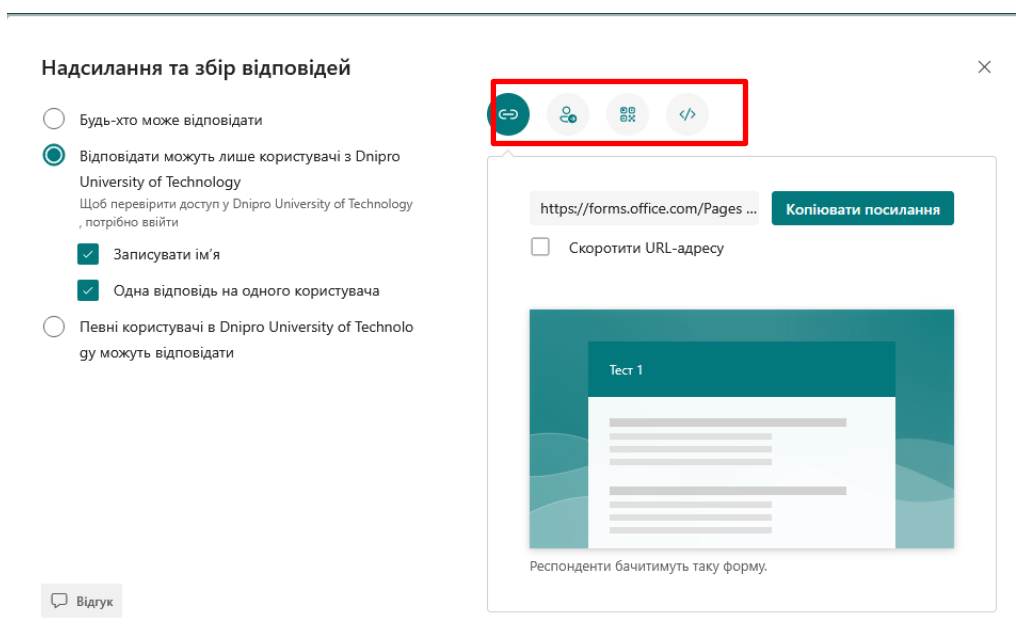 Надсилання та збір відповідей
Будь-хто може відповідати
Відповідати можуть лише користувачі з Dnipro
University of Technology
Щоб перевірити доступ у Dnipro University of Technology
, потрібно ввійти
Записувати ім’я
Одна відповідь на одного користувача
Певні користувачі в Dnipro University of Technolo
gy можуть відповідати
Відгук
https://forms.office.com/Pages ...
Копіювати посилання
Скоротити URL-адресу
Тест 1
Респонденти бачитимуть таку форму.